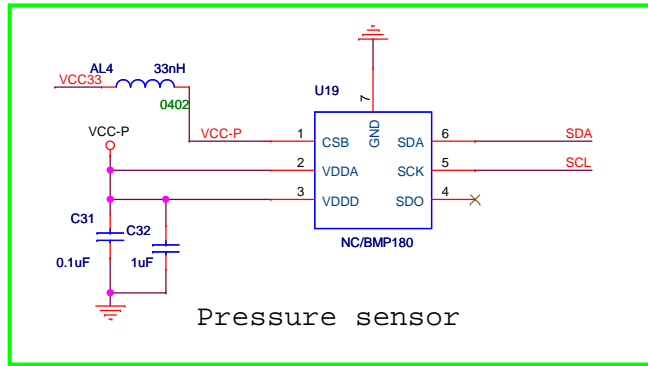 AL4 33nH
VCC33
0402
U19
VCC-P
VCC-P
1 CSB
2 VDDA
3 VDDD
7 GND
SDA 6 SDA
SCK 5 SCL
SDO 4
C31
C32
0.1uF
1uF
NC/BMP180
Pressure sensor